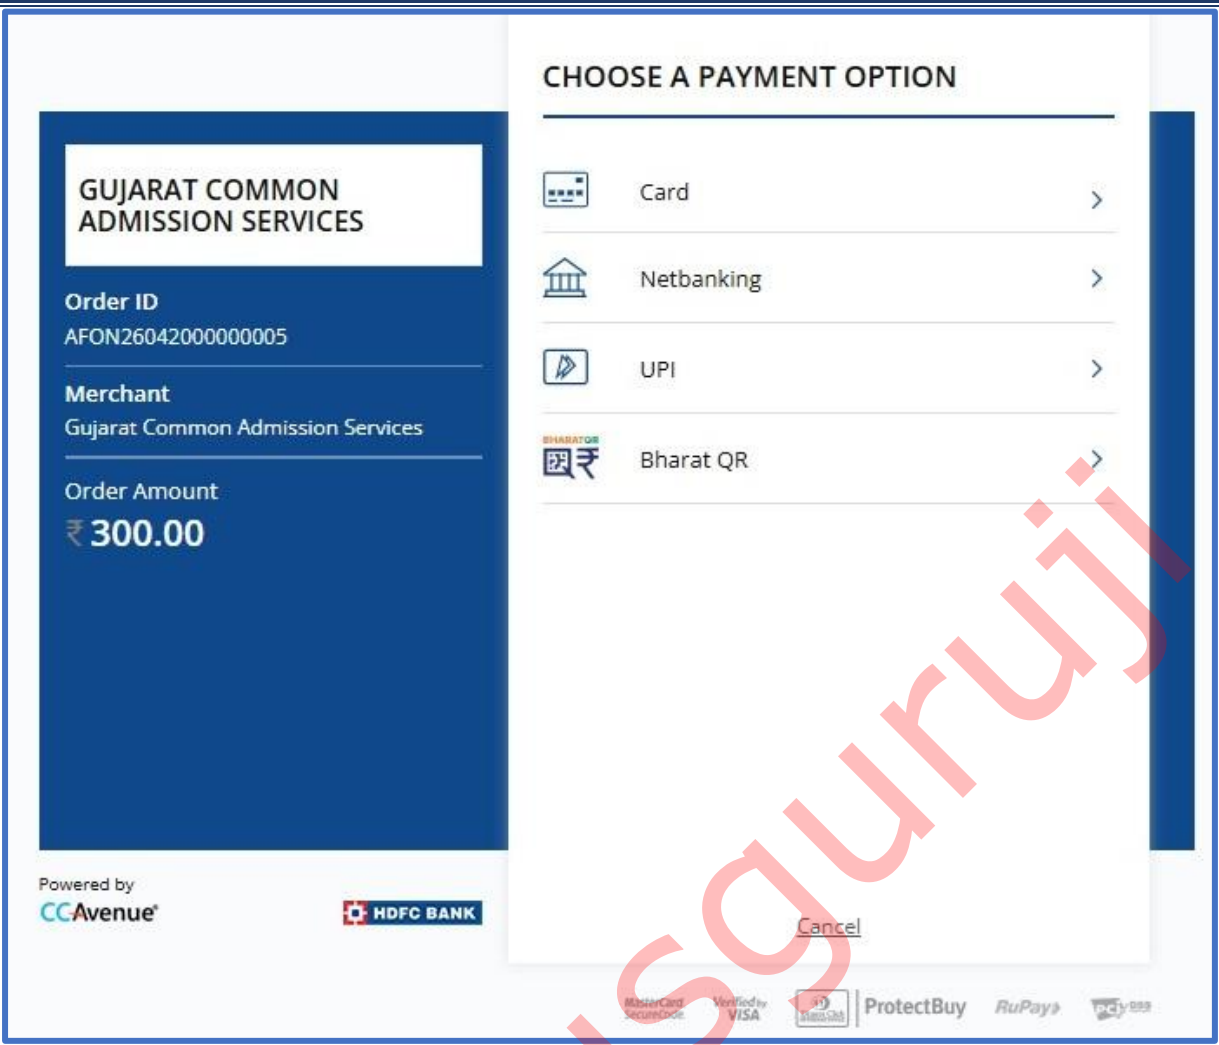 CHOOSE A PAYMENT OPTION
GUJARAT COMMON
ADMISSION SERVICES
Order ID
AFON26042000000005
Merchant
Gujarat Common Admission Services
Order Amount
₹ 300.00
Card
Netbanking
UPI
BHARATQR
Bharat QR
Cancel
Powered by
CCAvenue
HDFC BANK
MasterCard
SecureCode
Verified by
VISA
ProtectBuy
RuPay
PCI DSS
sguruji